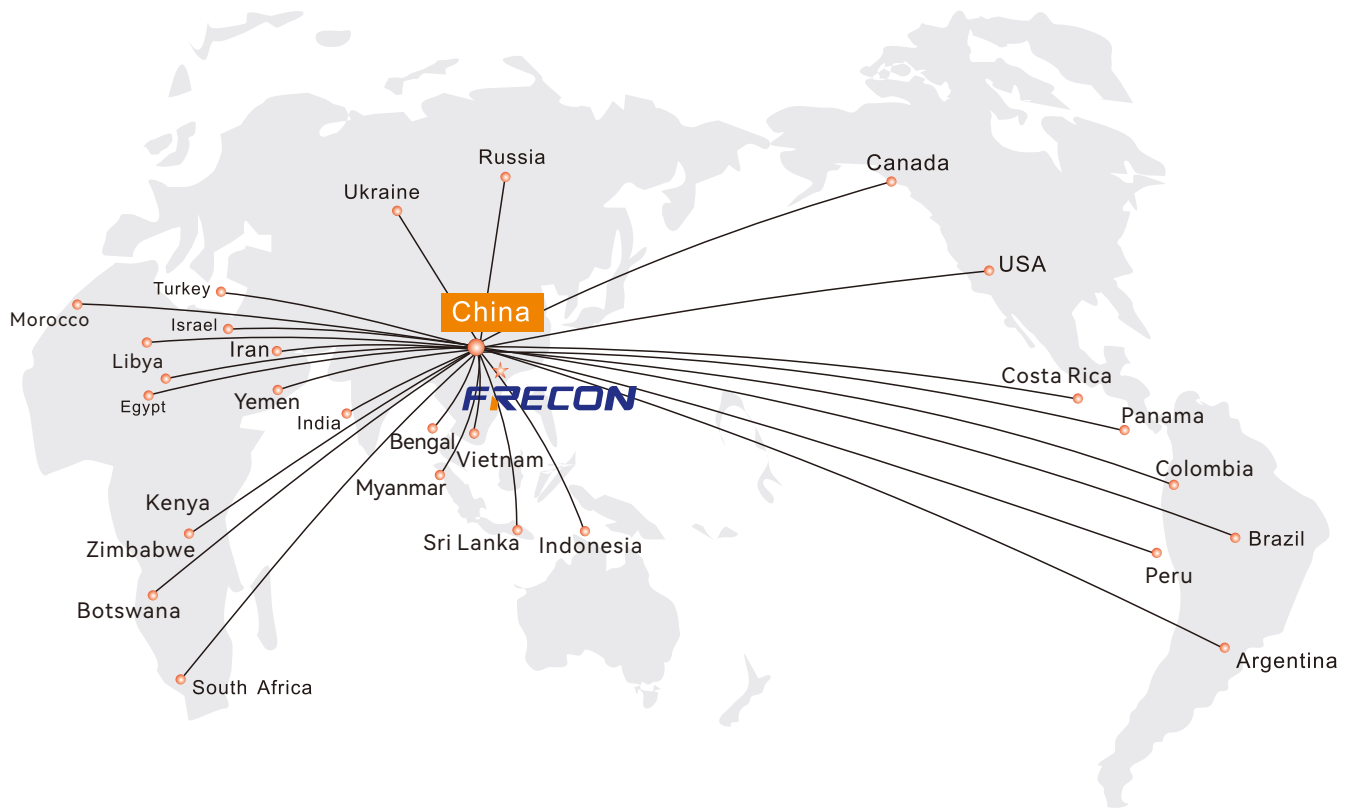 Russia
Canada
Ukraine
USA
Turkey
China
Morocco
Israel
Iran
Libya
Costa Rica
FRECON
Egypt
Yemen
Panama
India
Bengal
Vietnam
Colombia
Myanmar
Kenya
Sri Lanka
Indonesia
Brazil
Zimbabwe
Peru
Botswana
Argentina
South Africa